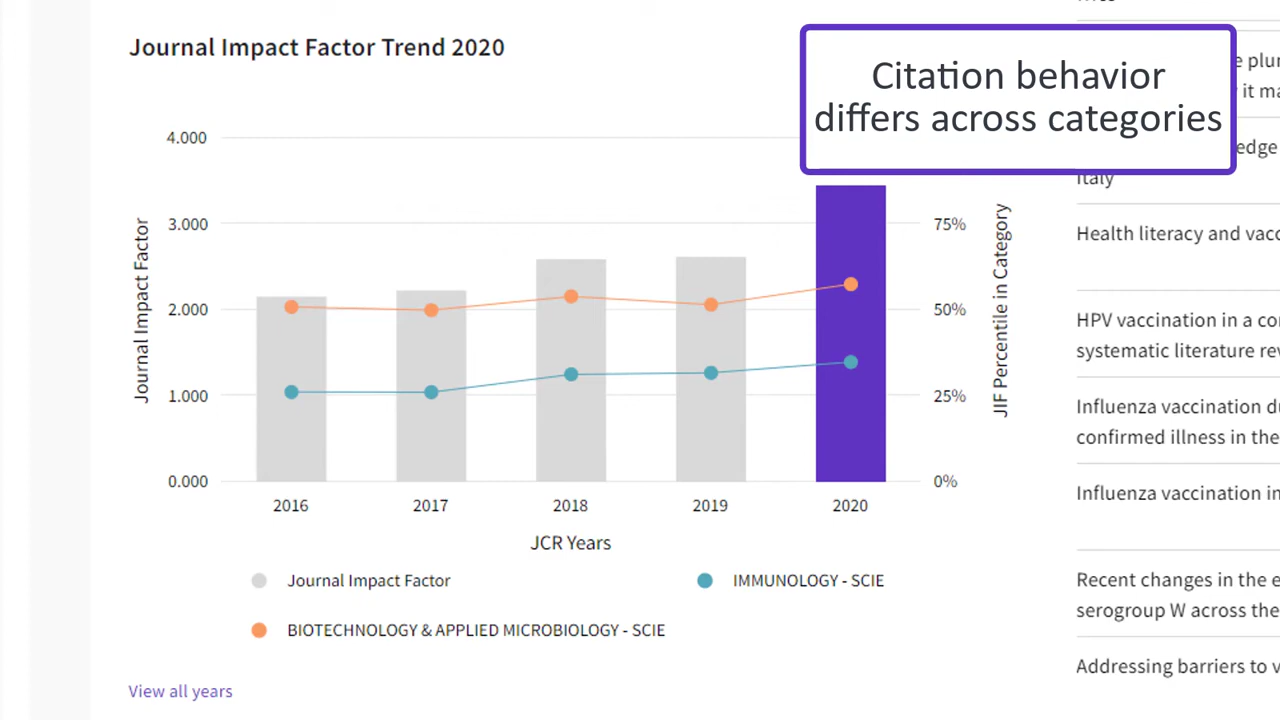 Journal Impact Factor Trend 2020
Citation behavior
differs across categories
4.000
3.000
2.000
1.000
0.000
Journal Impact Factor
75%
50%
25%
0%
JIF Percentile in Category
2016
2017
2018
2019
2020
JCR Years
Journal Impact Factor
IMMUNOLOGY - SCIE
BIOTECHNOLOGY & APPLIED MICROBIOLOGY - SCIE
View all years
it
Italy
Health literacy and
HPV vaccination in a
systematic literature
Influenza vaccination
confirmed illness in the
Influenza vaccination in
Recent changes in the
serogroup W across the
Addressing barriers to